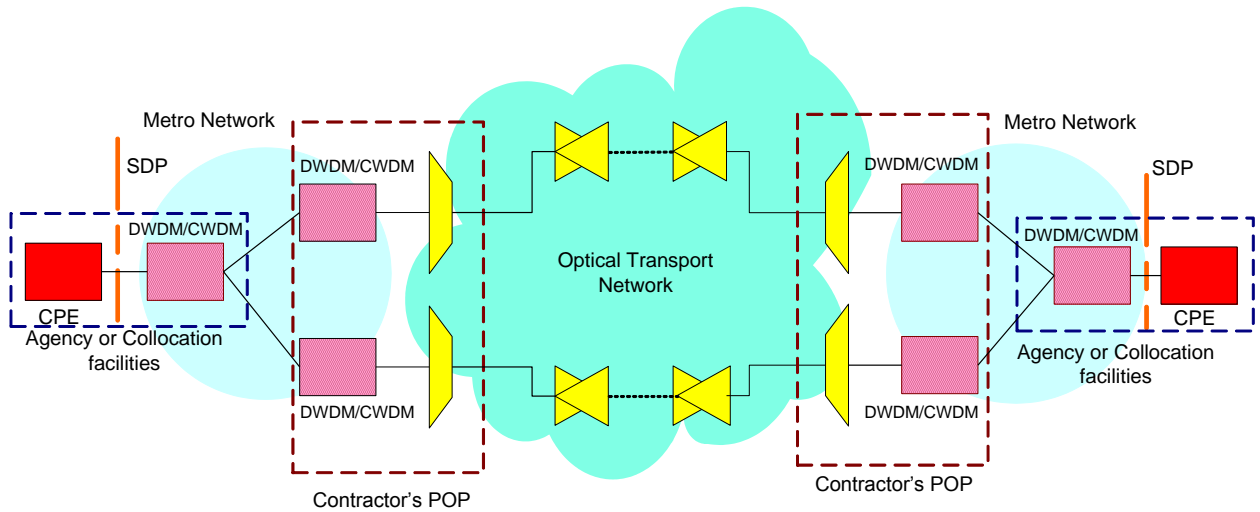 Metro Network
SDP
DWDM/CWDM
DWDM/CWDM
CPE
Agency or Collocation
facilities
DWDM/CWDM
Contractor's POP
Optical Transport
Network
Metro Network
SDP
DWDM/CWDM
DWDM/CWDM
CPE
Agency or Collocation
facilities
DWDM/CWDM
Contractor's POP